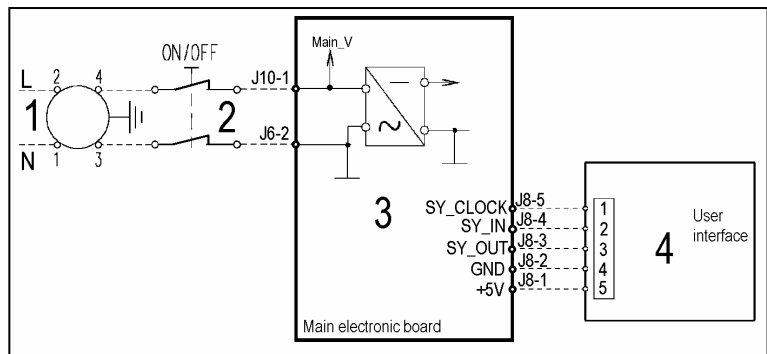 Main_V
ON/OFF
L 2 4 J10-1
1 2
N 1 3 J6-2
~
3
SY_CLOCK J8-5 1
SY_IN J8-4 2
SY_OUT J8-3 3
GND J8-2 4
+5V J8-1 5
4
User
interface
Main electronic board